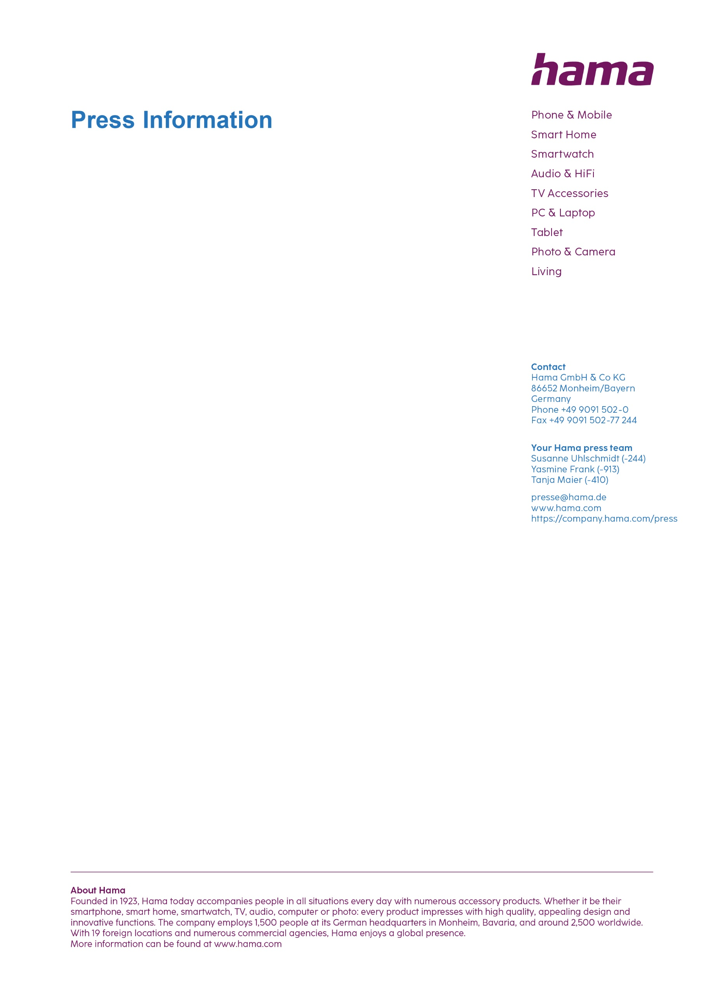 hama
Press Information
Phone & Mobile
Smart Home
Smartwatch
Audio & HiFi
TV Accessories
PC & Laptop
Tablet
Photo & Camera
Living
Contact
Hama GmbH & Co KG
86652 Monheim/Bayern
Germany
Phone +49 9091 502-0
Fax +49 9091 502-77 244
Your Hama press team
Susanne Uhlschmidt (-244)
Yasmine Frank (-913)
Tanja Maier (-410)
presse@hama.de
www.hama.com
https://company.hama.com/press
About Hama
Founded in 1923, Hama today accompanies people in all situations every day with numerous accessory products. Whether it be their
smartphone, smart home, smartwatch, TV, audio, computer or photo: every product impresses with high quality, appealing design and
innovative functions. The company employs 1,500 people at its German headquarters in Monheim, Bavaria, and around 2,500 worldwide.
With 19 foreign locations and numerous commercial agencies, Hama enjoys a global presence.
More information can be found at www.hama.com